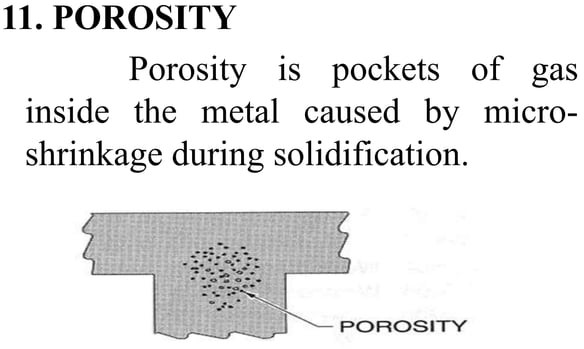 11. POROSITY
Porosity is pockets of gas
inside the metal caused by micro-
shrinkage during solidification.
POROSITY